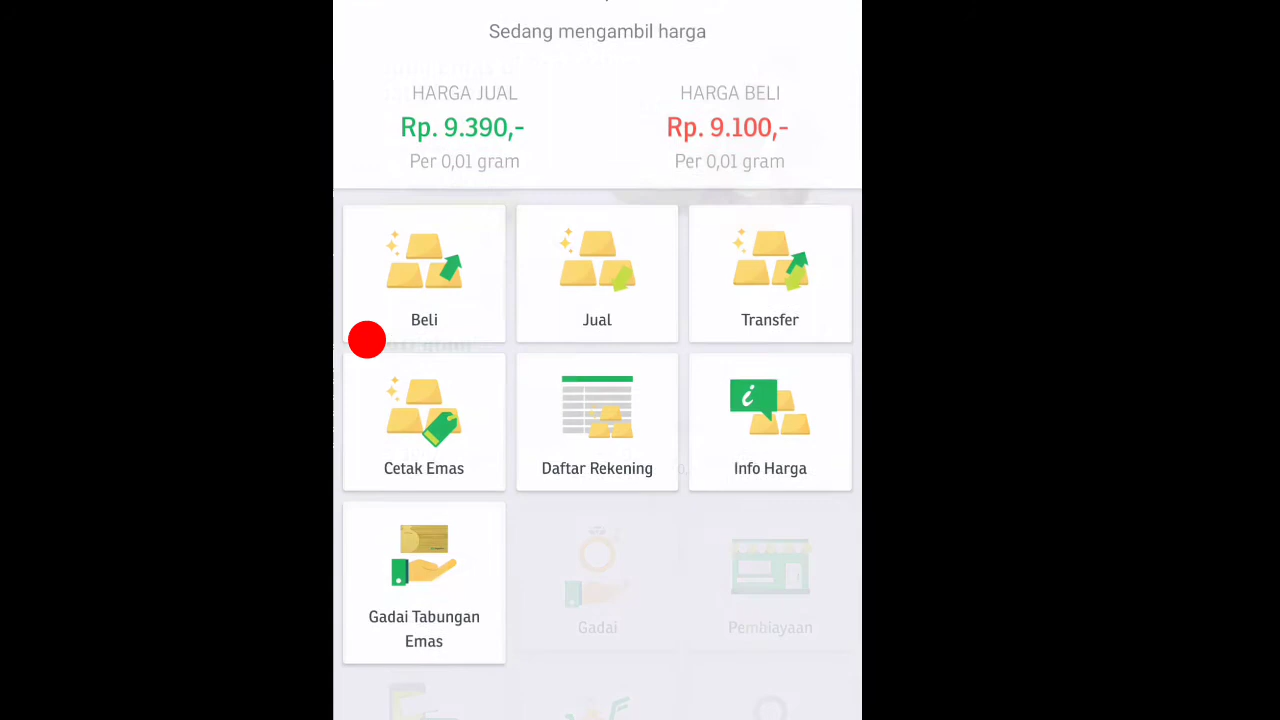 Sedang mengambil harga
HARGA JUAL
HARGA BELI
Rp. 9.390,-
Rp. 9.100,-
Per 0,01 gram
Per 0,01 gram
Beli
Jual
Transfer
Cetak Emas
Daftar Rekening
Info Harga
Gadai Tabungan
Emas
Gadai
Pembiayaan